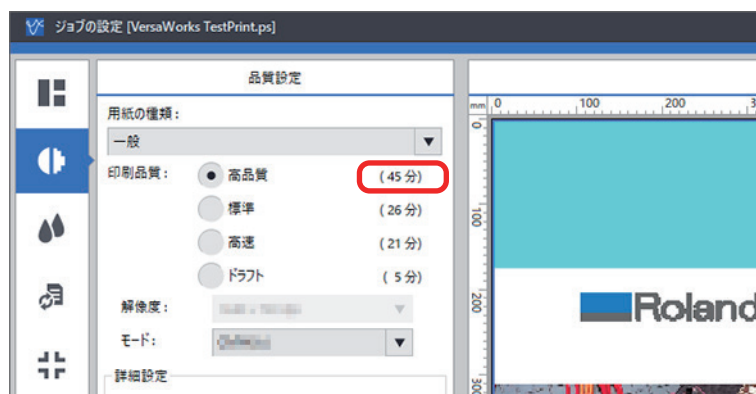 ジョブの設定 [VersaWorks TestPrint.ps]
品質設定
用紙の種類：
一般
印刷品質： 高品質 (45 分)
標準 (26 分)
高速 (21 分)
ドラフト ( 5 分)
解像度：
モード：
詳細設定
mm 0 100 200 3
0
100
200
300
Roland